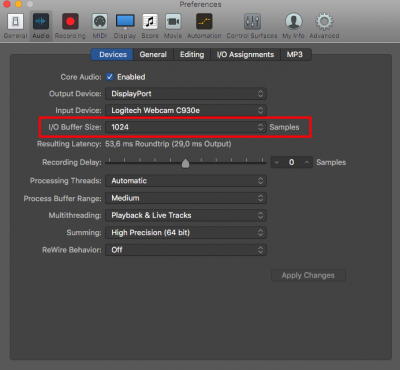 Preferences
General Audio Recording MIDI Display Score Movie Automation Control Surfaces My Info Advanced
Devices General Editing I/O Assignments MP3
Core Audio: Enabled
Output Device: DisplayPort
Input Device: Logitech Webcam C930e
I/O Buffer Size: 1024 Samples
Resulting Latency: 53,6 ms Roundtrip (29,0 ms Output)
Recording Delay: 0 Samples
Processing Threads: Automatic
Process Buffer Range: Medium
Multithreading: Playback & Live Tracks
Summing: High Precision (64 bit)
ReWire Behavior: Off
Apply Changes